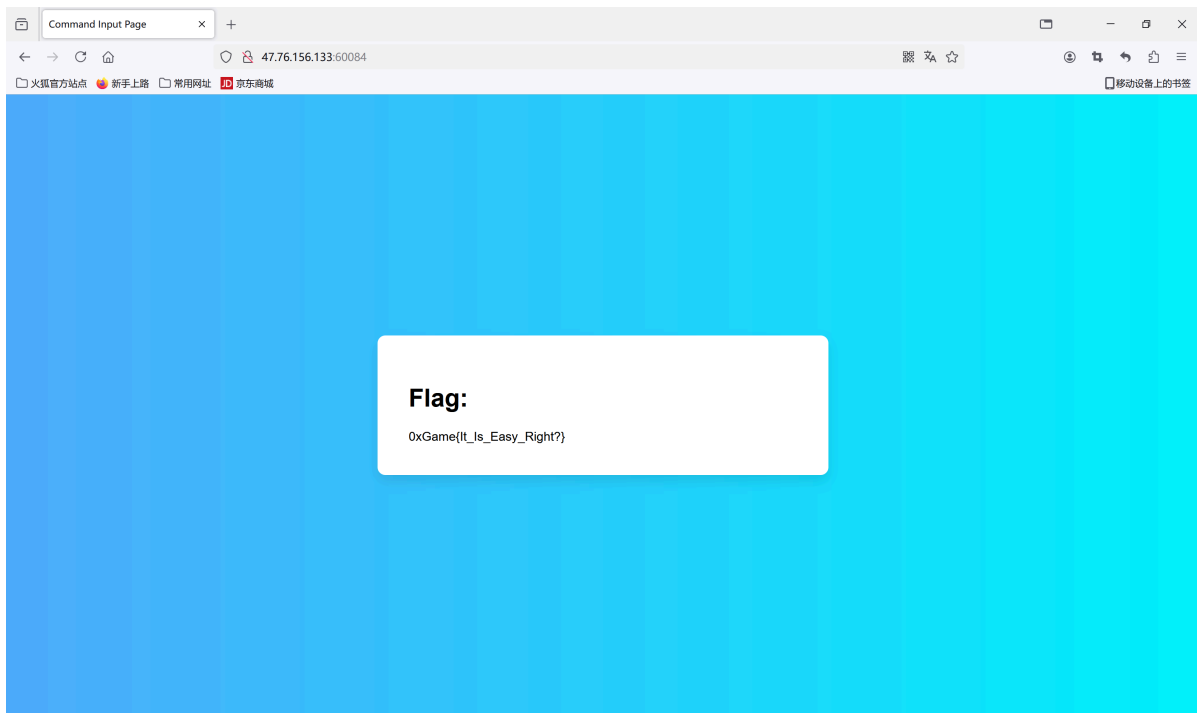 Command Input Page
47.76.156.133:60084
火狐官方站点 新手上路 常用网址 JD 京东商城 移动设备上的书签
Flag:
0xGame{It_Is_Easy_Right?}